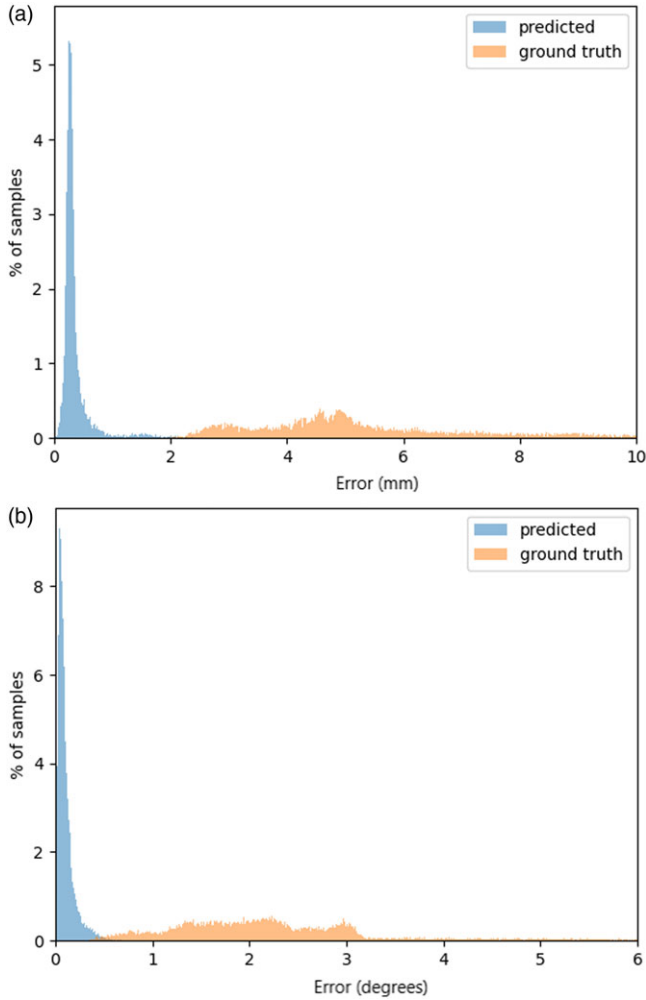 (a)
predicted
ground truth
% of samples
5
4
3
2
1
0
0 2 4 6 8 10
Error (mm)
(b)
predicted
ground truth
% of samples
8
6
4
2
0
0 1 2 3 4 5 6
Error (degrees)